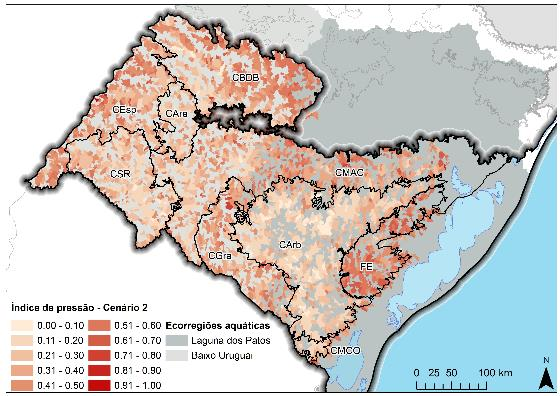 CBDB
CEsp
CAra
CSR
CMAC
CArb
CGra
FE
CMCO
Índice de pressão - Cenário 2
0.00 - 0.10
0.11 - 0.20
0.21 - 0.30
0.31 - 0.40
0.41 - 0.50
0.51 - 0.60
0.61 - 0.70
0.71 - 0.80
0.81 - 0.90
0.91 - 1.00
Ecorregiões aquáticas
Laguna dos Patos
Baixo Uruguai
0 25 50 100 km
N